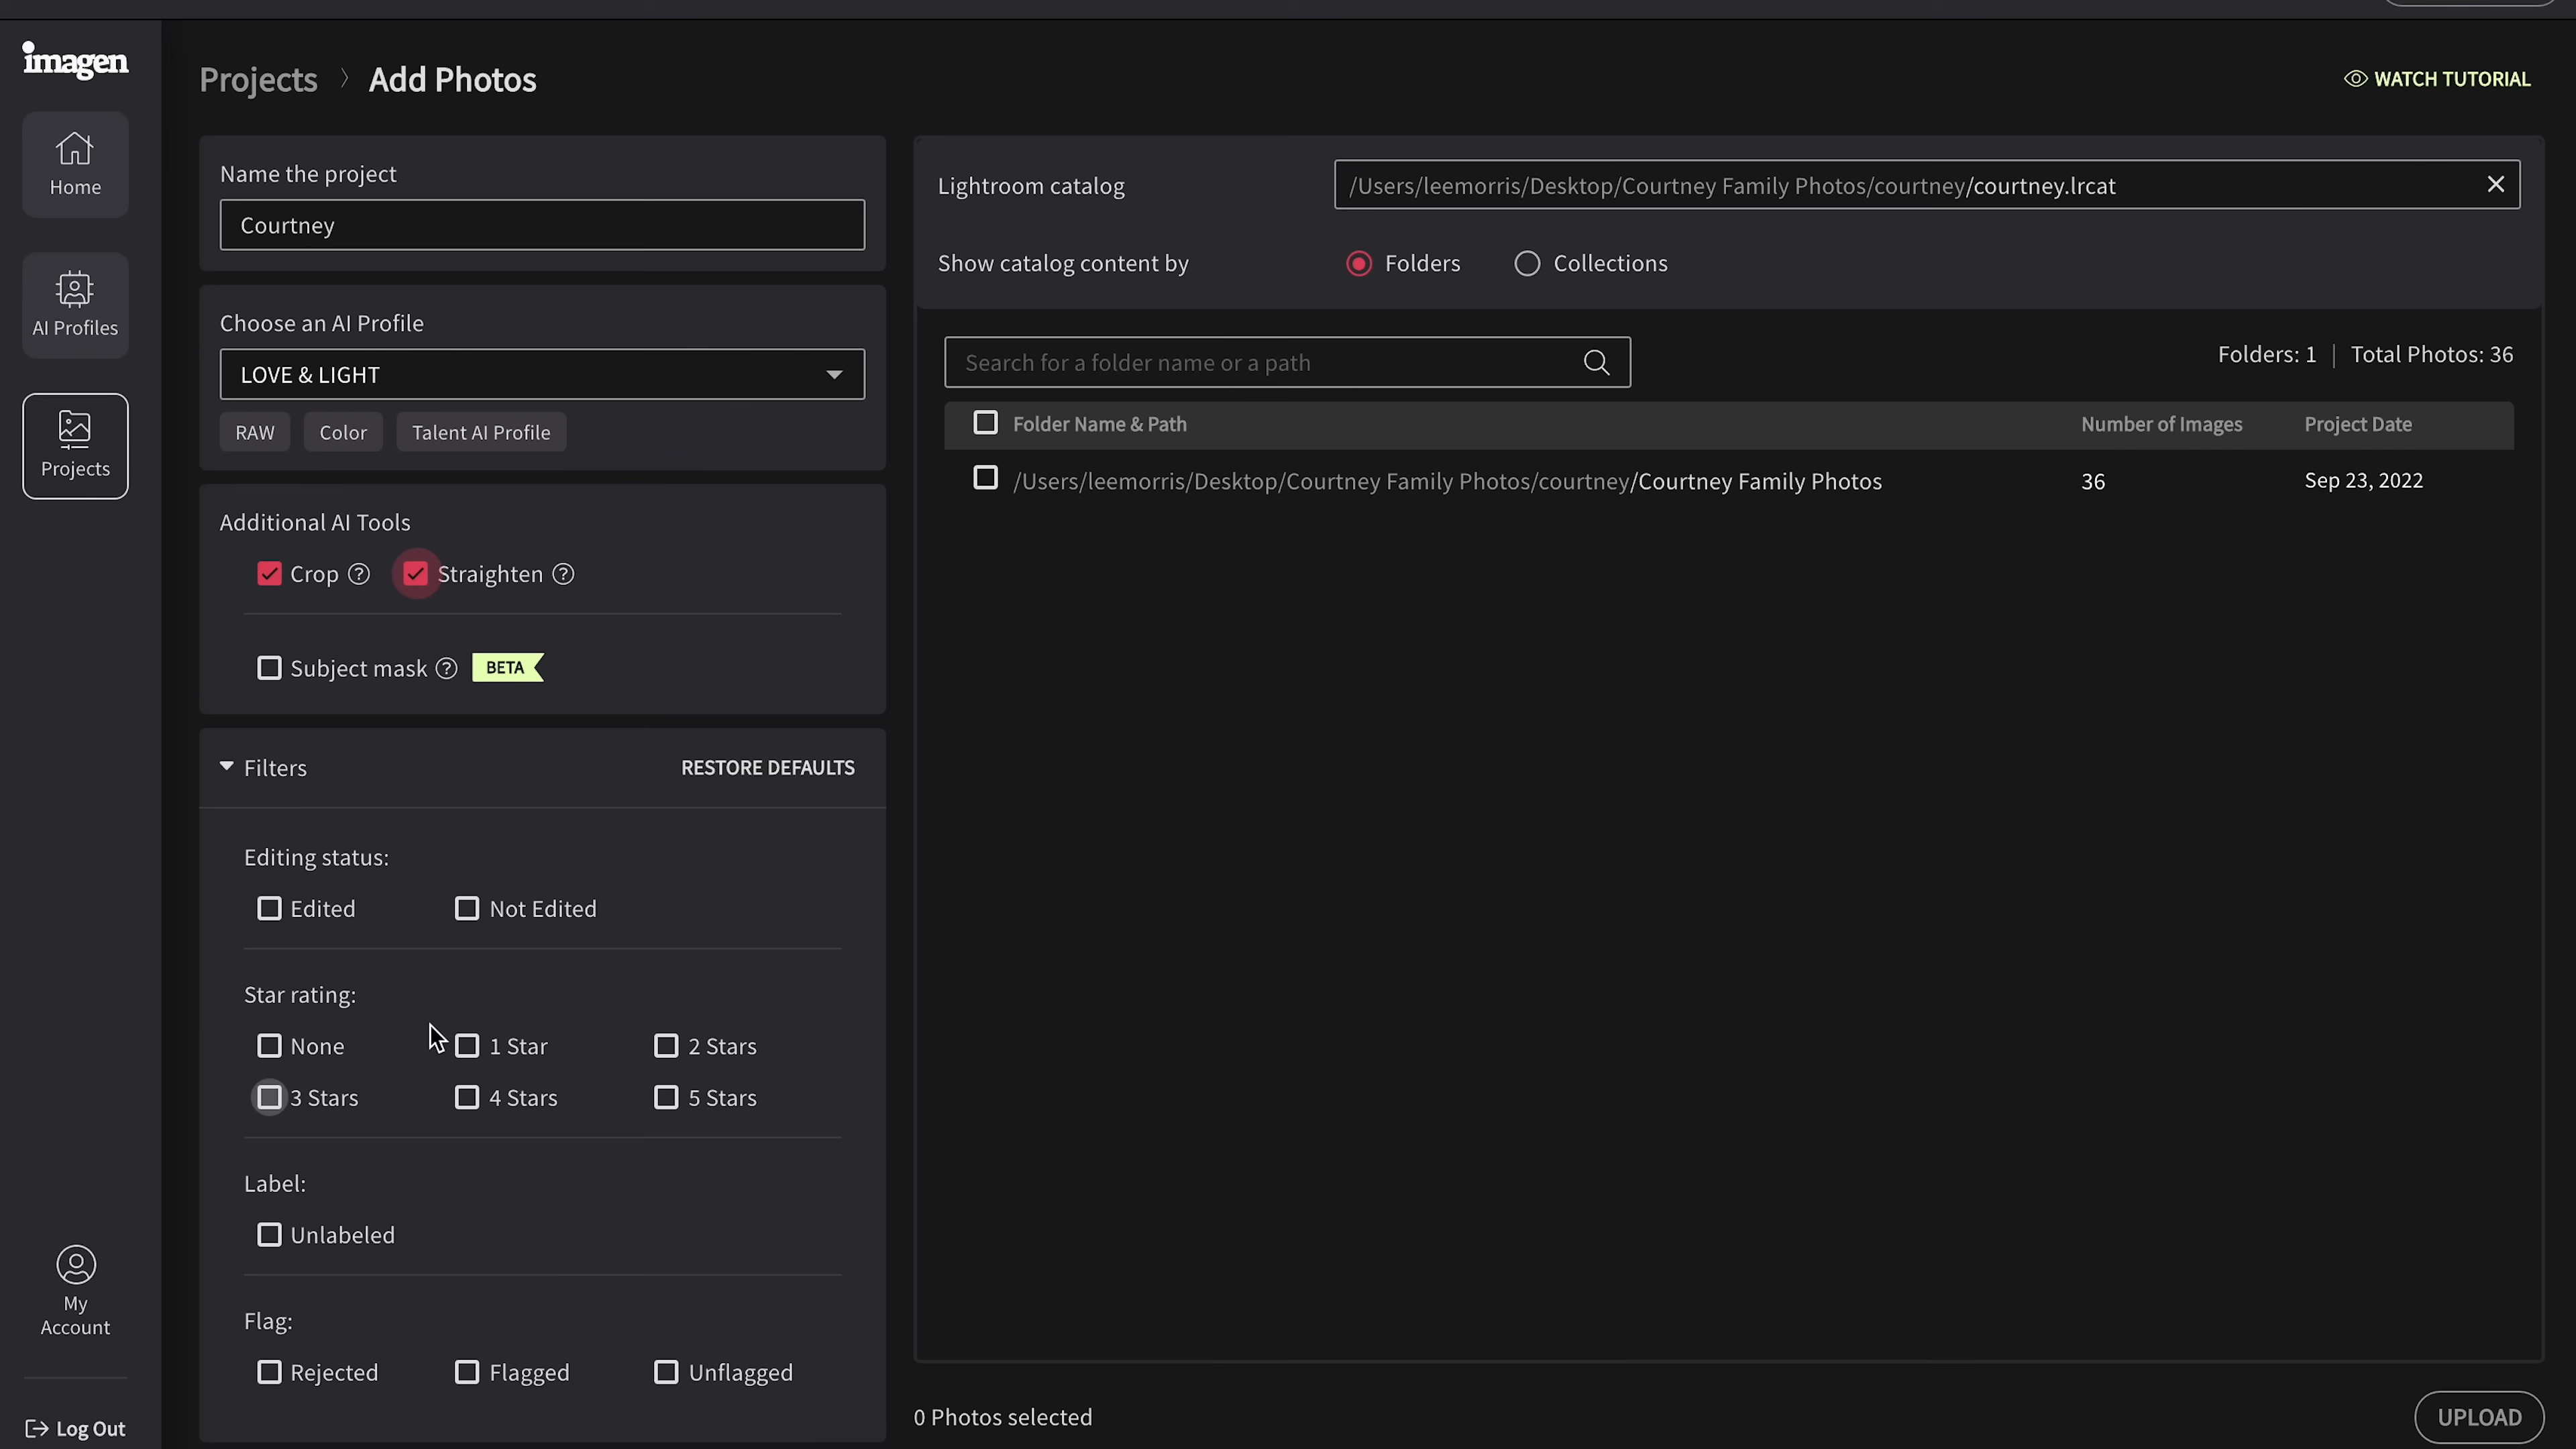 imagen
Home
AI Profiles
Projects
My
Account
Log Out
Projects > Add Photos
WATCH TUTORIAL
Name the project
Courtney
Choose an AI Profile
LOVE & LIGHT
RAW Color Talent AI Profile
Additional AI Tools
Crop ? Straighten ?
Subject mask ? BETA
Filters RESTORE DEFAULTS
Editing status:
Edited Not Edited
Star rating:
None 1 Star 2 Stars
3 Stars 4 Stars 5 Stars
Label:
Unlabeled
Flag:
Rejected Flagged Unflagged
Lightroom catalog /Users/leemorris/Desktop/Courtney Family Photos/courtney/courtney.lrcat
Show catalog content by Folders Collections
Search for a folder name or a path
Folders: 1 | Total Photos: 36
Folder Name & Path Number of Images Project Date
/Users/leemorris/Desktop/Courtney Family Photos/courtney/Courtney Family Photos 36 Sep 23, 2022
0 Photos selected
UPLOAD